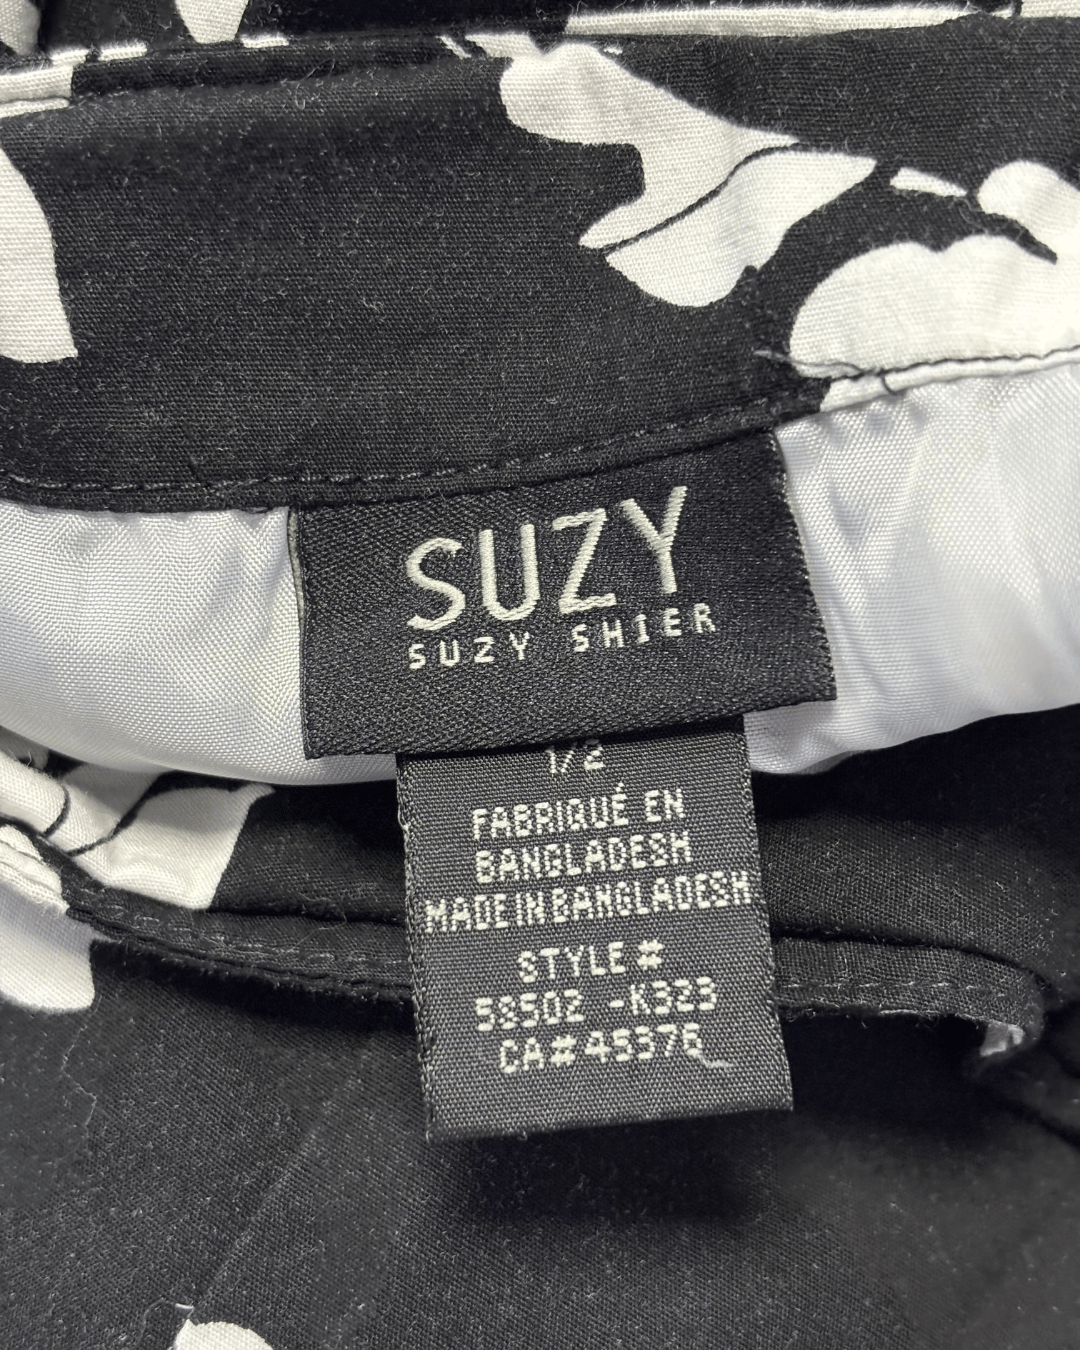 SUZY
SUZY SHIER
1/2
FABRIQUÉ EN
BANGLADESH
MADE IN BANGLADESH
STYLE #
58502 -K323
CA# 45376